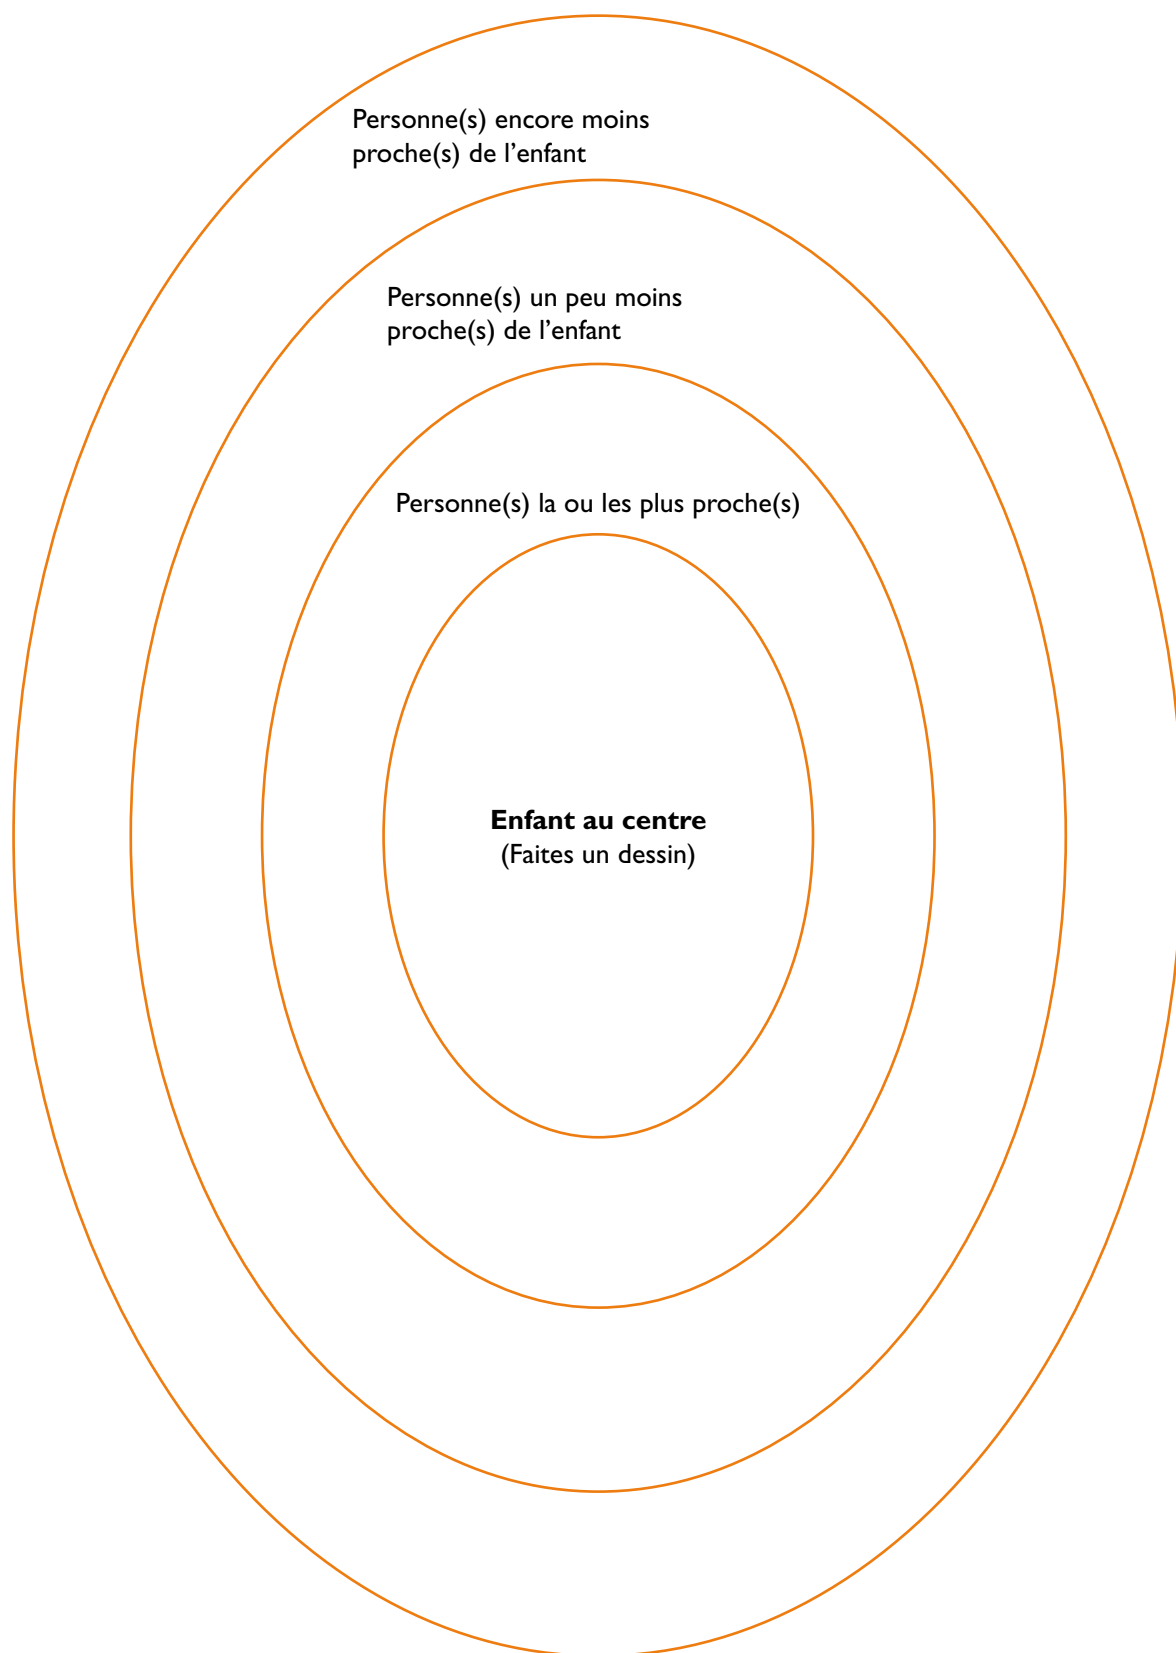 Personne(s) encore moins
proche(s) de l’enfant
Personne(s) un peu moins
proche(s) de l’enfant
Personne(s) la ou les plus proche(s)
Enfant au centre
(Faites un dessin)